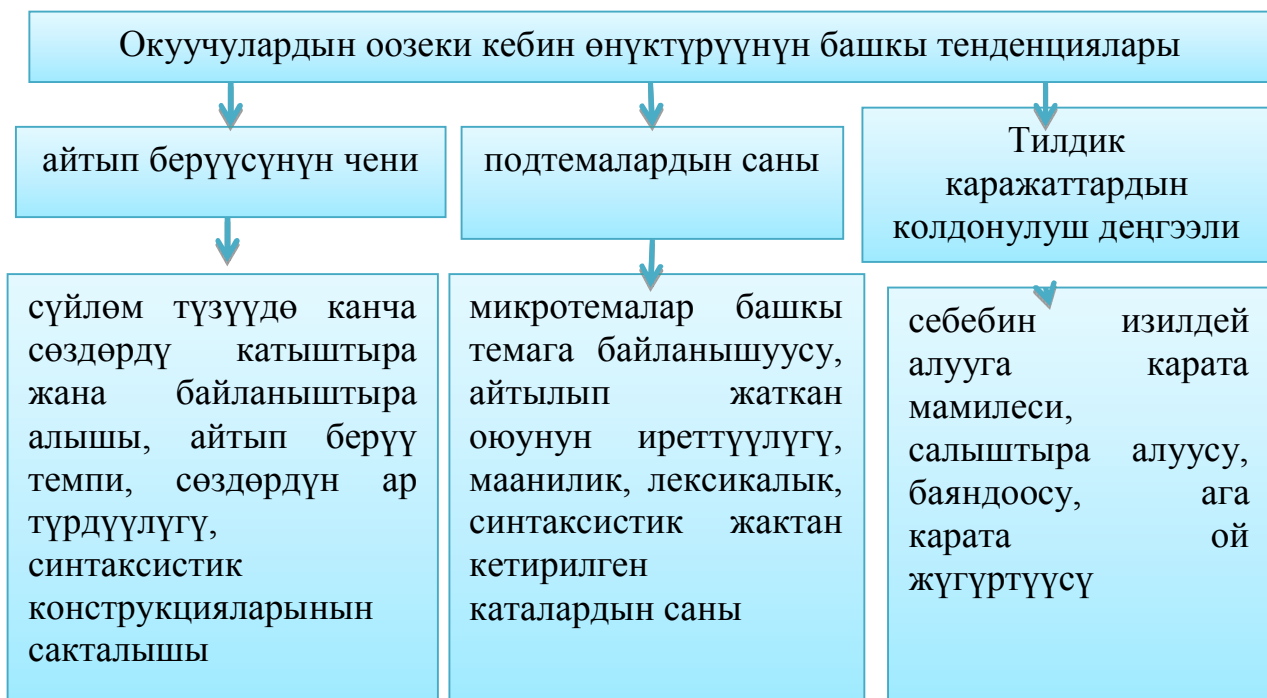 Окуучулардын оозеки кебин өнүктүрүүнүн башкы тенденциялары
айтып берүүсүнүн чени
подтемалардын саны
Тилдик
каражаттардын
колдонулуш деңгээли
сүйлөм түзүүдө канча
сөздөрдү катыштыра
жана байланыштыра
алышы, айтып берүү
темпи, сөздөрдүн ар
түрдүүлүгү,
синтаксистик
конструкцияларынын
сакталышы
микротемалар башкы
темага байланышуусу,
айтылып жаткан
оюунун иреттүүлүгү,
маанилик, лексикалык,
синтаксистик жактан
кетирилген
каталардын саны
себебин изилдей
алууга карата
мамилеси,
салыштыра алуусу,
баяндоосу, ага
карата ой
жүгүртүүсү